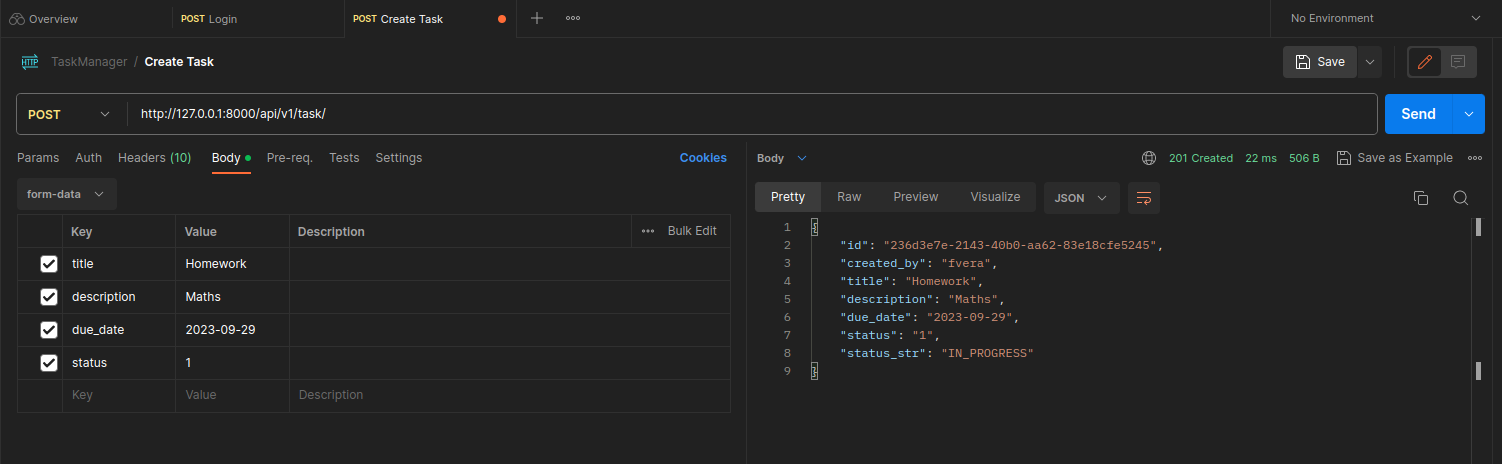 Overview
POST Login
POST Create Task
No Environment
HTTP
TaskManager / Create Task
Save
POST
http://127.0.0.1:8000/api/v1/task/
Send
Params Auth Headers (10) Body Pre-req. Tests Settings Cookies
form-data
Key Value Description Bulk Edit
title Homework
description Maths
due_date 2023-09-29
status 1
Key Value Description
Body 201 Created 22 ms 506 B Save as Example
Pretty Raw Preview Visualize JSON
1 {
2 "id": "236d3e7e-2143-40b0-aa62-83e18cfe5245",
3 "created_by": "fvera",
4 "title": "Homework",
5 "description": "Maths",
6 "due_date": "2023-09-29",
7 "status": "1",
8 "status_str": "IN_PROGRESS"
9 }